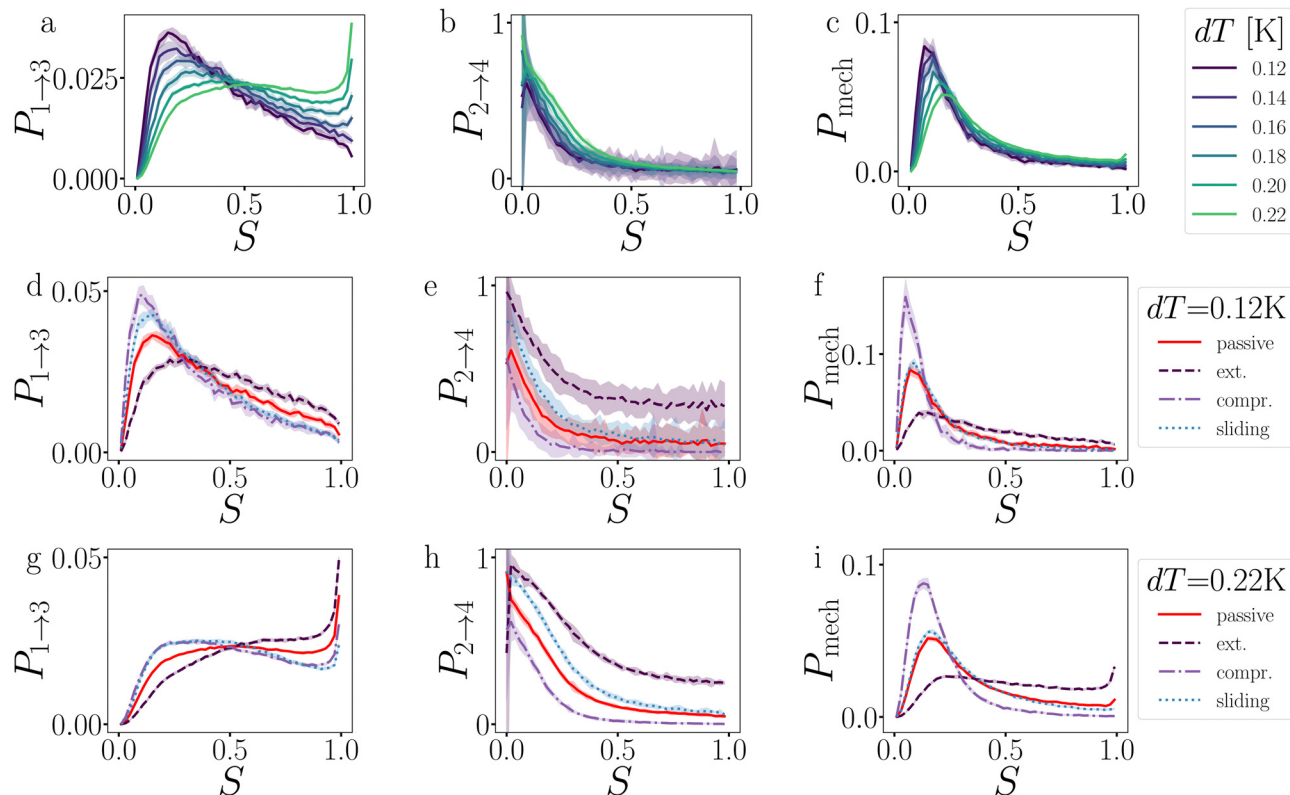 a
P1→3
0.025
0.000
0.0 0.5 1.0
S
b
P2→4
1
0
0.0 0.5 1.0
S
c
Pmech
0.1
0.0
0.0 0.5 1.0
S
dT [K]
0.12
0.14
0.16
0.18
0.20
0.22
d
P1→3
0.05
0.00
0.0 0.5 1.0
S
e
P2→4
1
0
0.0 0.5 1.0
S
f
Pmech
0.1
0.0
0.0 0.5 1.0
S
dT=0.12K
passive
ext.
compr.
sliding
g
P1→3
0.05
0.00
0.0 0.5 1.0
S
h
P2→4
1
0
0.0 0.5 1.0
S
i
Pmech
0.1
0.0
0.0 0.5 1.0
S
dT=0.22K
passive
ext.
compr.
sliding